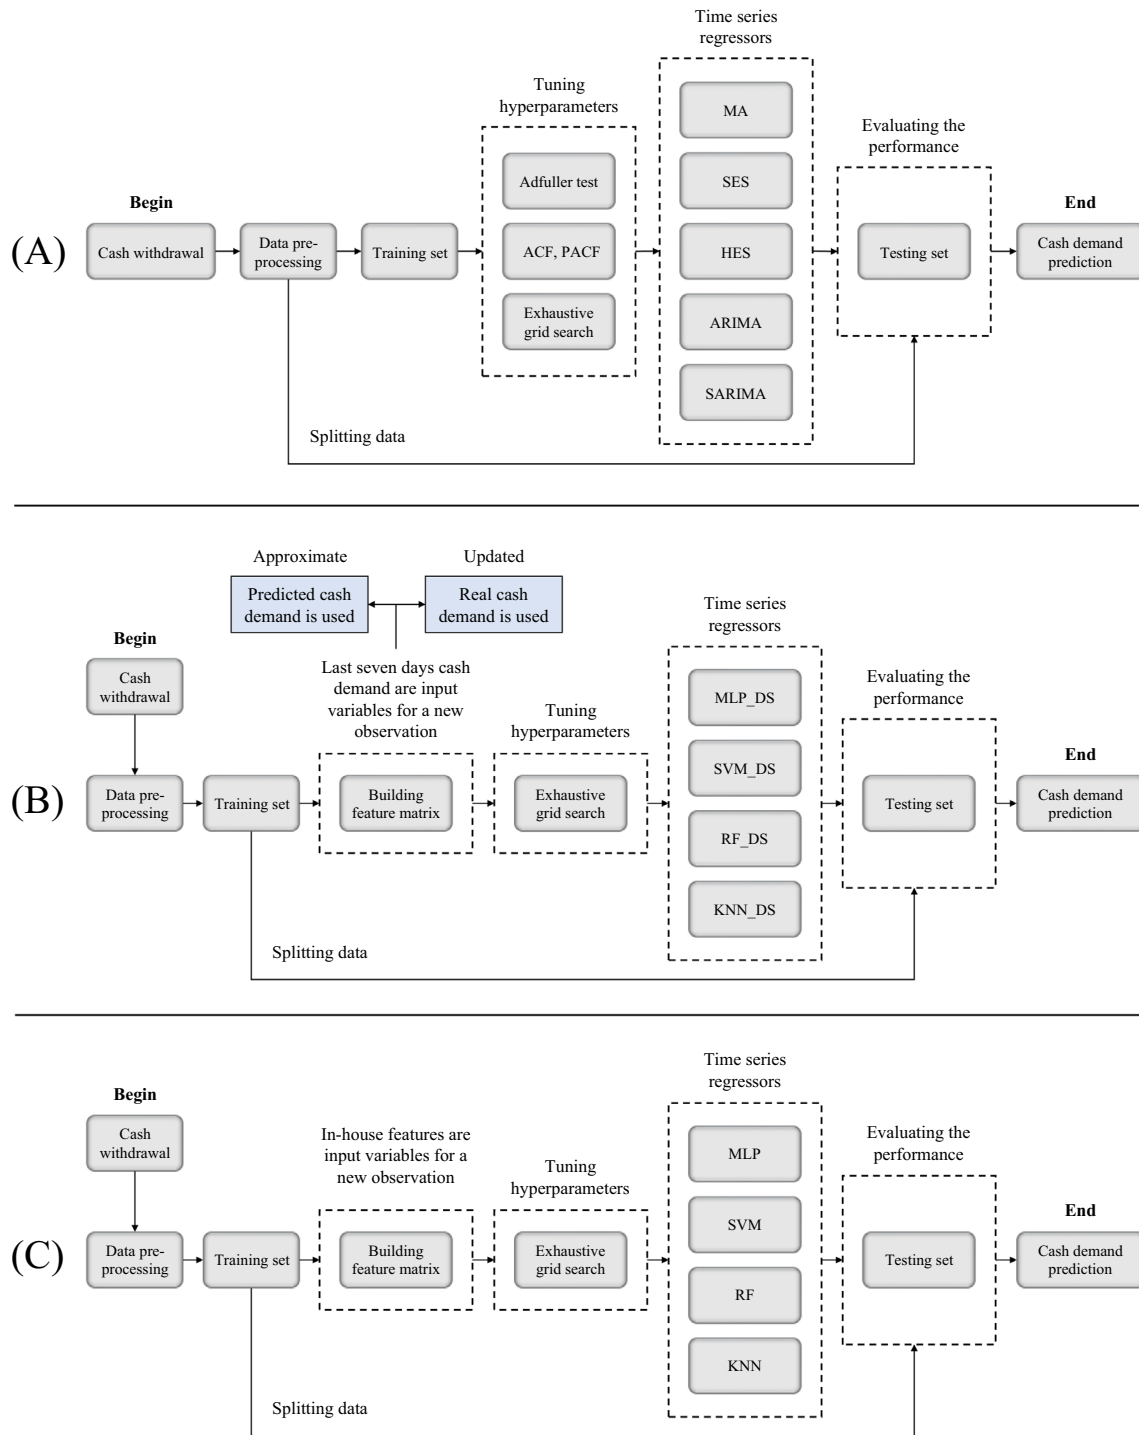 Time series
regressors
Tuning
hyperparameters
MA
Evaluating the
performance
Adfuller test
SES
Begin
End
(A)
Cash withdrawal
Data pre-
processing
Training set
ACF, PACF
HES
Testing set
Cash demand
prediction
Exhaustive
grid search
ARIMA
SARIMA
Splitting data
Approximate
Updated
Predicted cash
demand is used
Real cash
demand is used
Time series
regressors
Begin
Cash
withdrawal
Last seven days cash
demand are input
variables for a new
observation
Tuning
hyperparameters
MLP_DS
Evaluating the
performance
SVM_DS
End
(B)
Data pre-
processing
Training set
Building
feature matrix
Exhaustive
grid search
Testing set
Cash demand
prediction
RF_DS
KNN_DS
Splitting data
Time series
regressors
Begin
Cash
withdrawal
In-house features are
input variables for a
new observation
Tuning
hyperparameters
MLP
Evaluating the
performance
SVM
End
(C)
Data pre-
processing
Training set
Building
feature matrix
Exhaustive
grid search
Testing set
Cash demand
prediction
RF
KNN
Splitting data